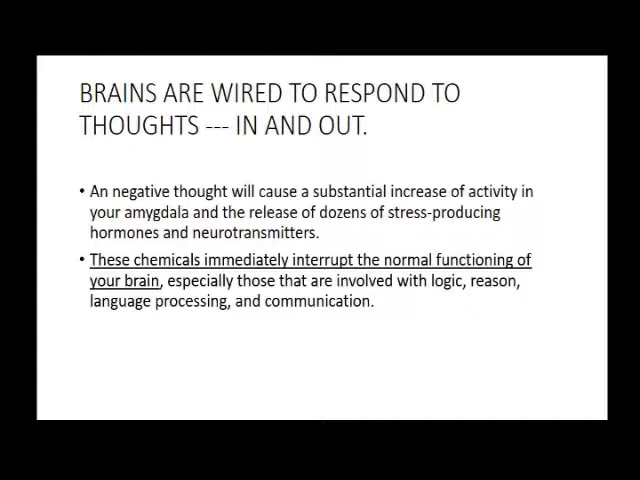 BRAINS ARE WIRED TO RESPOND TO
THOUGHTS --- IN AND OUT.
• An negative thought will cause a substantial increase of activity in
your amygdala and the release of dozens of stress-producing
hormones and neurotransmitters.
• These chemicals immediately interrupt the normal functioning of
your brain, especially those that are involved with logic, reason,
language processing, and communication.